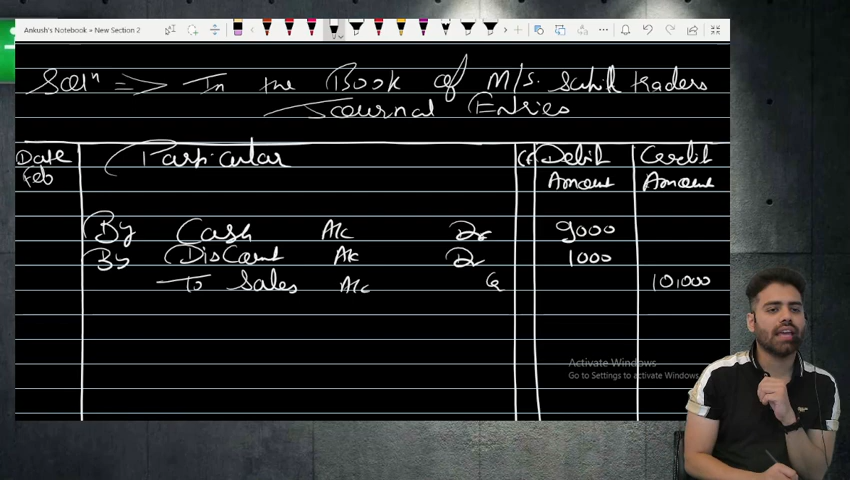 Ankush's Notebook » New Section 2
Solⁿ => In the Book of M/s. Sahil traders
Journal Entries
Date Particular LF Debit Credit
Feb Amount Amount
By Cash A/c Dr 9000
By Discount A/c Dr 1000
To Sales A/c 10,000
Activate Windows
Go to Settings to activate Windows.